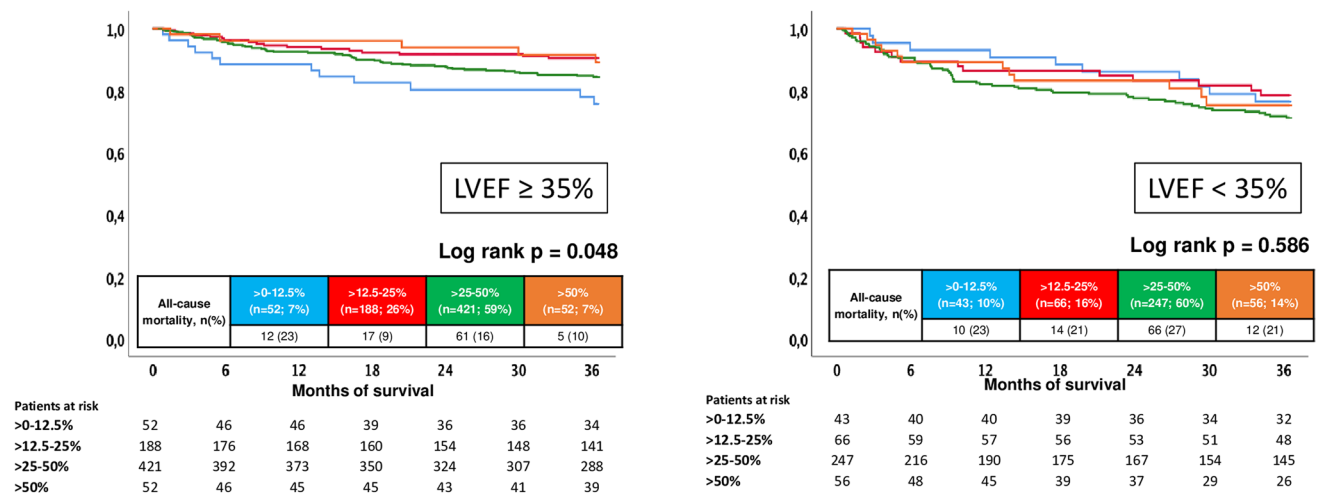 1,0
0,8
0,6
0,4
0,2
0,0
LVEF ≥ 35%
Log rank p = 0.048
All-cause mortality, n(%)
>0-12.5% (n=52; 7%)
>12.5-25% (n=188; 26%)
>25-50% (n=421; 59%)
>50% (n=52; 7%)
12 (23) 17 (9) 61 (16) 5 (10)
0 6 12 18 24 30 36
Months of survival
Patients at risk
>0-12.5% 52 46 46 39 36 36 34
>12.5-25% 188 176 168 160 154 148 141
>25-50% 421 392 373 350 324 307 288
>50% 52 46 45 45 43 41 39
1,0
0,8
0,6
0,4
0,2
0,0
LVEF < 35%
Log rank p = 0.586
All-cause mortality, n(%)
>0-12.5% (n=43; 10%)
>12.5-25% (n=66; 16%)
>25-50% (n=247; 60%)
>50% (n=56; 14%)
10 (23) 14 (21) 66 (27) 12 (21)
0 6 12 18 24 30 36
Months of survival
Patients at risk
>0-12.5% 43 40 40 39 36 34 32
>12.5-25% 66 59 57 56 53 51 48
>25-50% 247 216 190 175 167 154 145
>50% 56 48 45 39 37 29 26